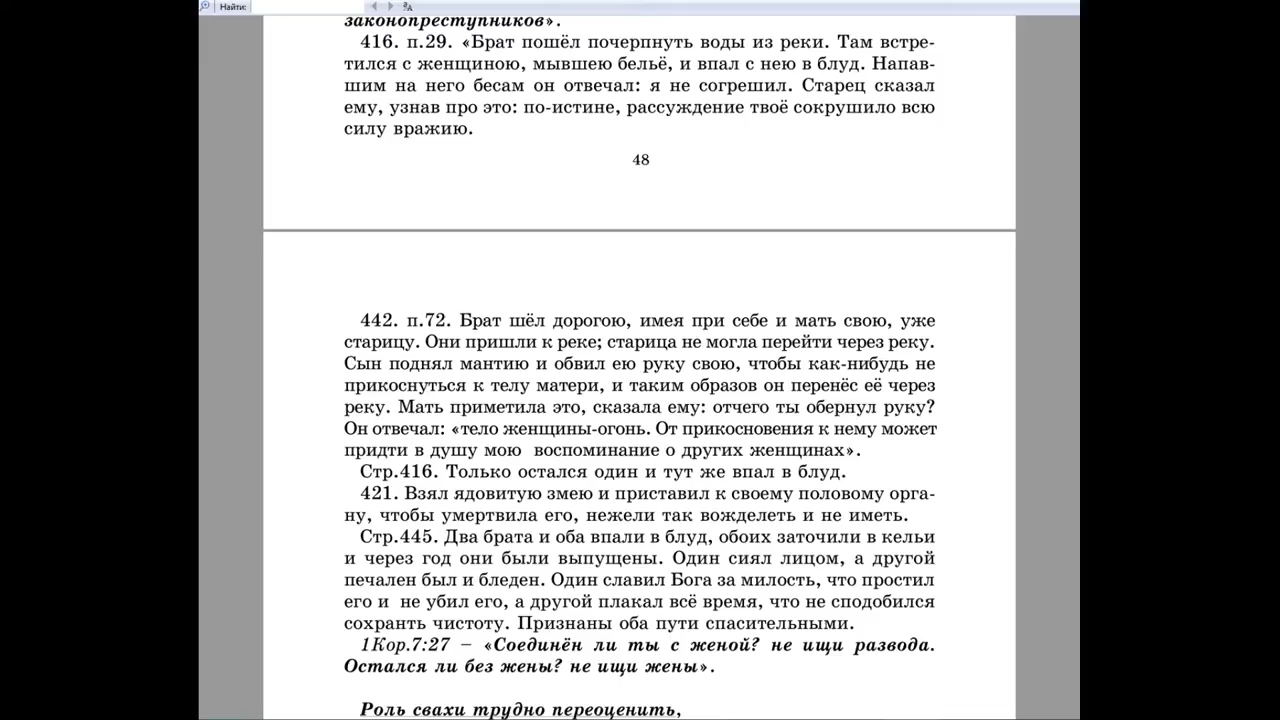 Найти:
законопреступников».
416. п.29. «Брат пошёл почерпнуть воды из реки. Там встре-
тился с женщиною, мывшею бельё, и впал с нею в блуд. Напав-
шим на него бесам он отвечал: я не согрешил. Старец сказал
ему, узнав про это: по-истине, рассуждение твоё сокрушило всю
силу вражию.
48
442. п.72. Брат шёл дорогою, имея при себе и мать свою, уже
старицу. Они пришли к реке; старица не могла перейти через реку.
Сын поднял мантию и обвил ею руку свою, чтобы как-нибудь не
прикоснуться к телу матери, и таким образов он перенёс её через
реку. Мать приметила это, сказала ему: отчего ты обернул руку?
Он отвечал: «тело женщины-огонь. От прикосновения к нему может
придти в душу мою воспоминание о других женщинах».
Стр.416. Только остался один и тут же впал в блуд.
421. Взял ядовитую змею и приставил к своему половому орга-
ну, чтобы умертвила его, нежели так вожделеть и не иметь.
Стр.445. Два брата и оба впали в блуд, обоих заточили в кельи
и через год они были выпущены. Один сиял лицом, а другой
печален был и бледен. Один славил Бога за милость, что простил
его и не убил его, а другой плакал всё время, что не сподобился
сохранть чистоту. Признаны оба пути спасительными.
1Кор.7:27 – «Соединён ли ты с женой? не ищи развода.
Остался ли без жены? не ищи жены».
Роль свахи трудно переоценить,